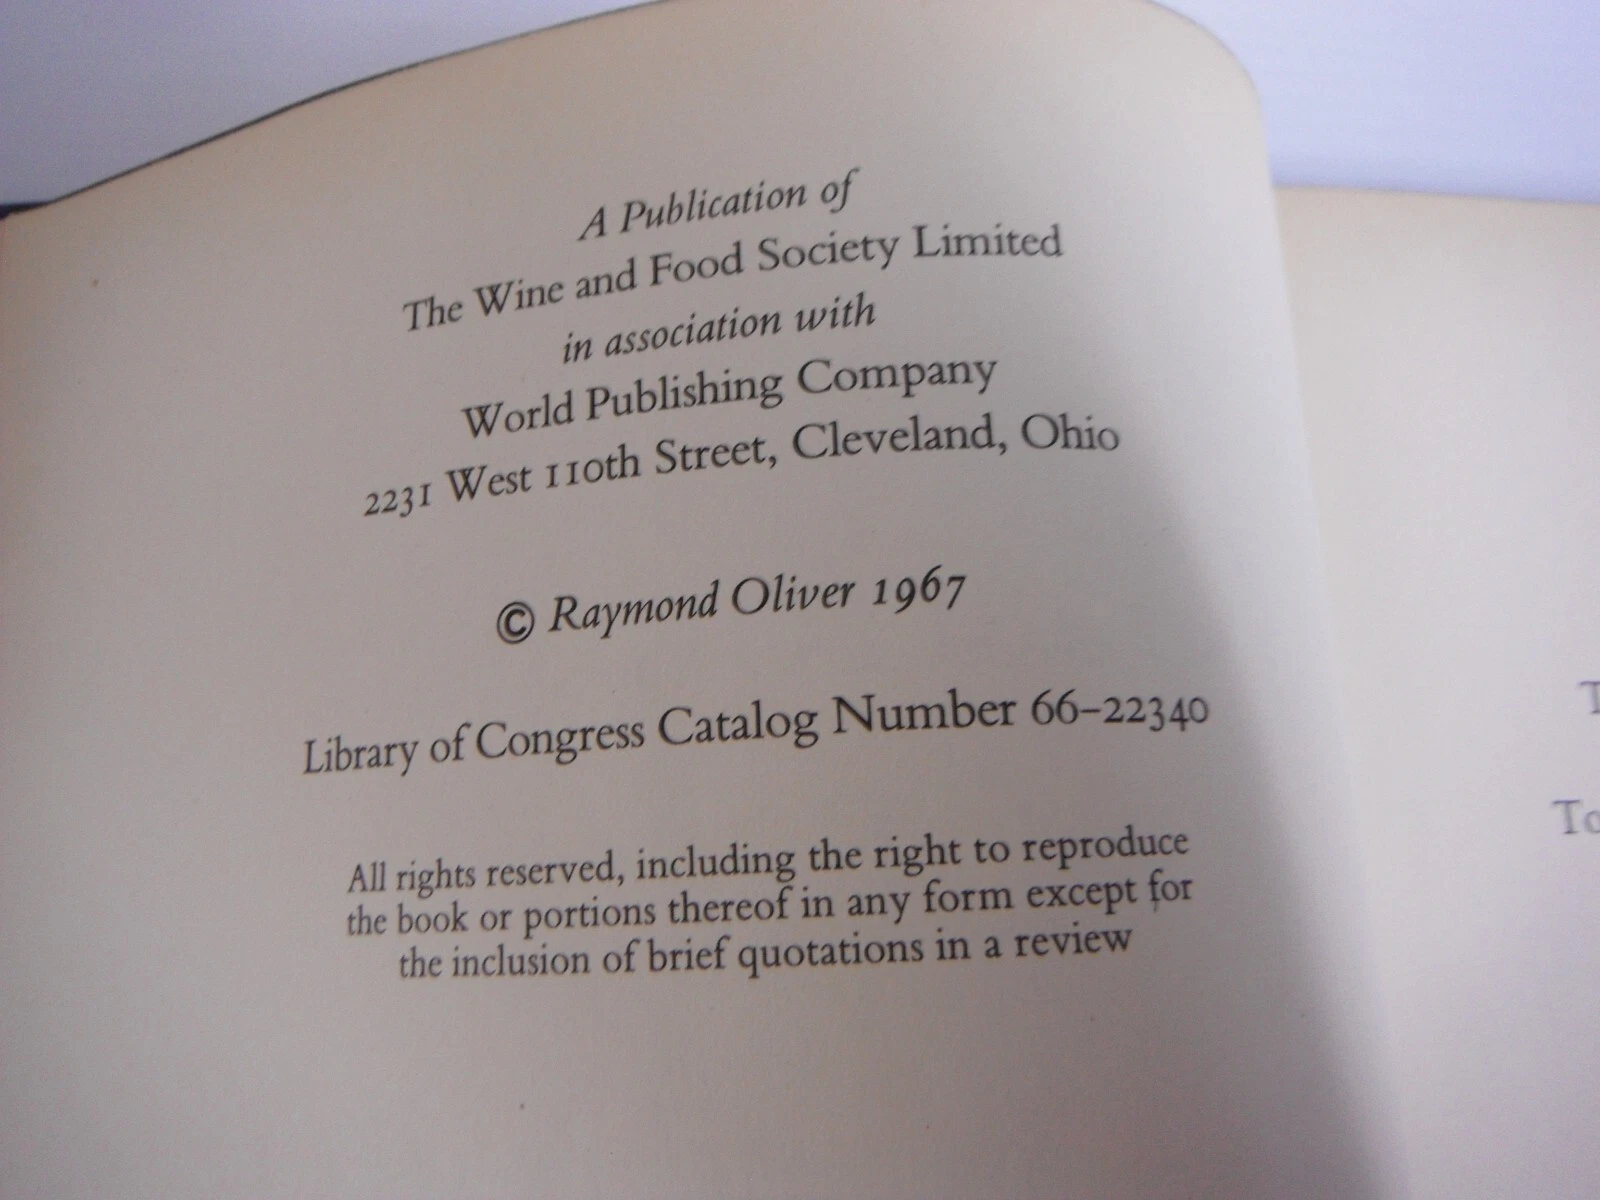 A Publication of
The Wine and Food Society Limited
in association with
World Publishing Company
2231 West 110th Street, Cleveland, Ohio
© Raymond Oliver 1967
Library of Congress Catalog Number 66–22340
All rights reserved, including the right to reproduce
the book or portions thereof in any form except for
the inclusion of brief quotations in a review